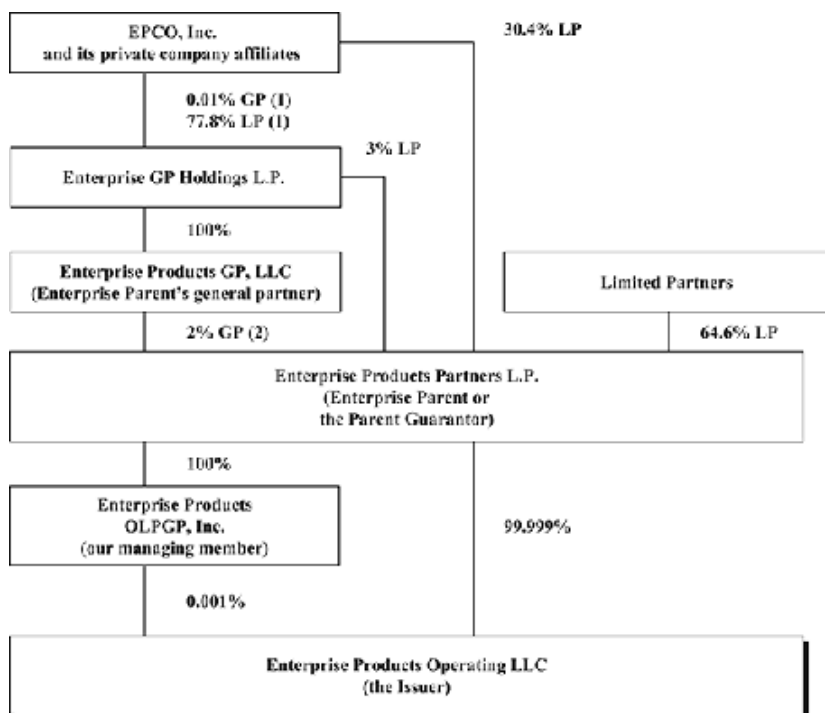 EPCO, Inc.
and its private company affiliates
30.4% LP
0.01% GP (1)
77.8% LP (1)
3% LP
Enterprise GP Holdings L.P.
100%
Enterprise Products GP, LLC
(Enterprise Parent's general partner)
Limited Partners
2% GP (2)
64.6% LP
Enterprise Products Partners L.P.
(Enterprise Parent or
the Parent Guarantor)
100%
Enterprise Products
OLPGP, Inc.
(our managing member)
99.999%
0.001%
Enterprise Products Operating LLC
(the Issuer)